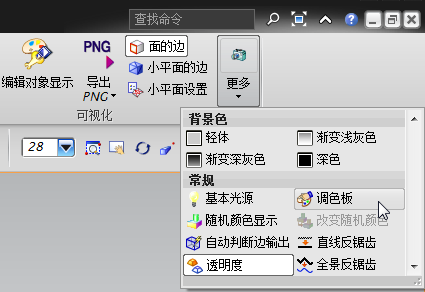 查找命令
面的边
PNG
小平面的边
编辑对象显示
导出
PNG
小平面设置
更多
可视化
28
背景色
轻体
渐变浅灰色
渐变深灰色
深色
常规
基本光源
调色板
随机颜色显示
改变随机颜色
自动判断边输出
直线反锯齿
透明度
全景反锯齿